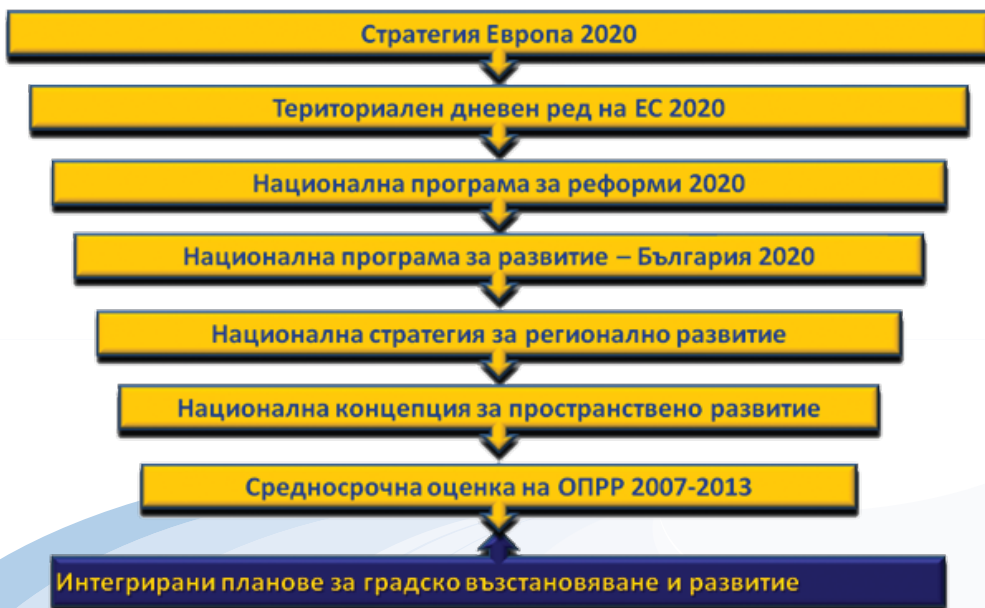 Стратегия Европа 2020
Териториален дневен ред на ЕС 2020
Национална програма за реформи 2020
Национална програма за развитие – България 2020
Национална стратегия за регионално развитие
Национална концепция за пространствено развитие
Средносрочна оценка на ОПРР 2007-2013
Интегрирани планове за градско възстановяване и развитие